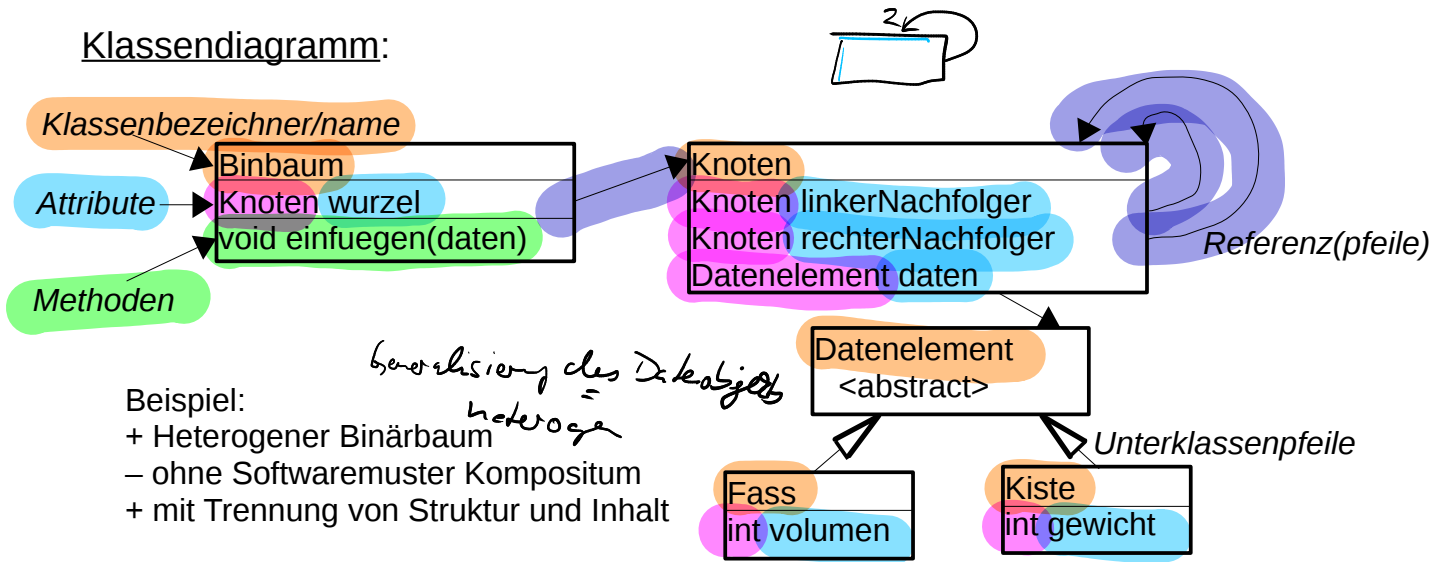 Klassendiagramm:
2
Klassenbezeichner/name
Attribute
Methoden
Binbaum
Knoten wurzel
void einfuegen(daten)
Knoten
Knoten linkerNachfolger
Knoten rechterNachfolger
Datenelement daten
Referenz(pfeile)
Datenelement
<abstract>
Generalisierung des Datenobjekts
=
heterogen
Beispiel:
+ Heterogener Binärbaum
– ohne Softwaremuster Kompositum
+ mit Trennung von Struktur und Inhalt
Unterklassenpfeile
Fass
int volumen
Kiste
int gewicht